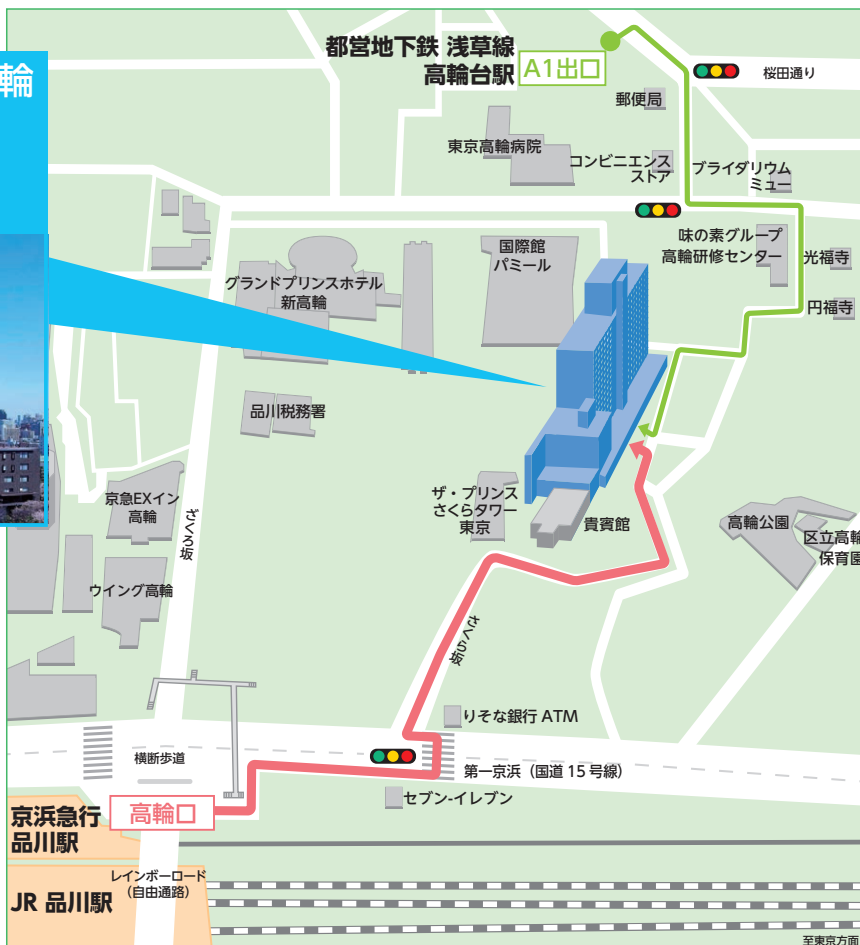 都営地下鉄 浅草線
高輪台駅
A1出口
桜田通り
輪
郵便局
東京高輪病院
コンビニエンス
ストア
ブライダリウム
ミュー
国際館
パミール
味の素グループ
高輪研修センター
光福寺
グランドプリンスホテル
新高輪
円福寺
品川税務署
京急EXイン
高輪
ざくろ坂
ザ・プリンス
さくらタワー
東京
貴賓館
高輪公園
区立高輪
保育園
ウイング高輪
さくら坂
りそな銀行 ATM
横断歩道
第一京浜（国道 15 号線）
セブン-イレブン
高輪口
京浜急行
品川駅
レインボーロード
（自由通路）
JR 品川駅
至東京方面